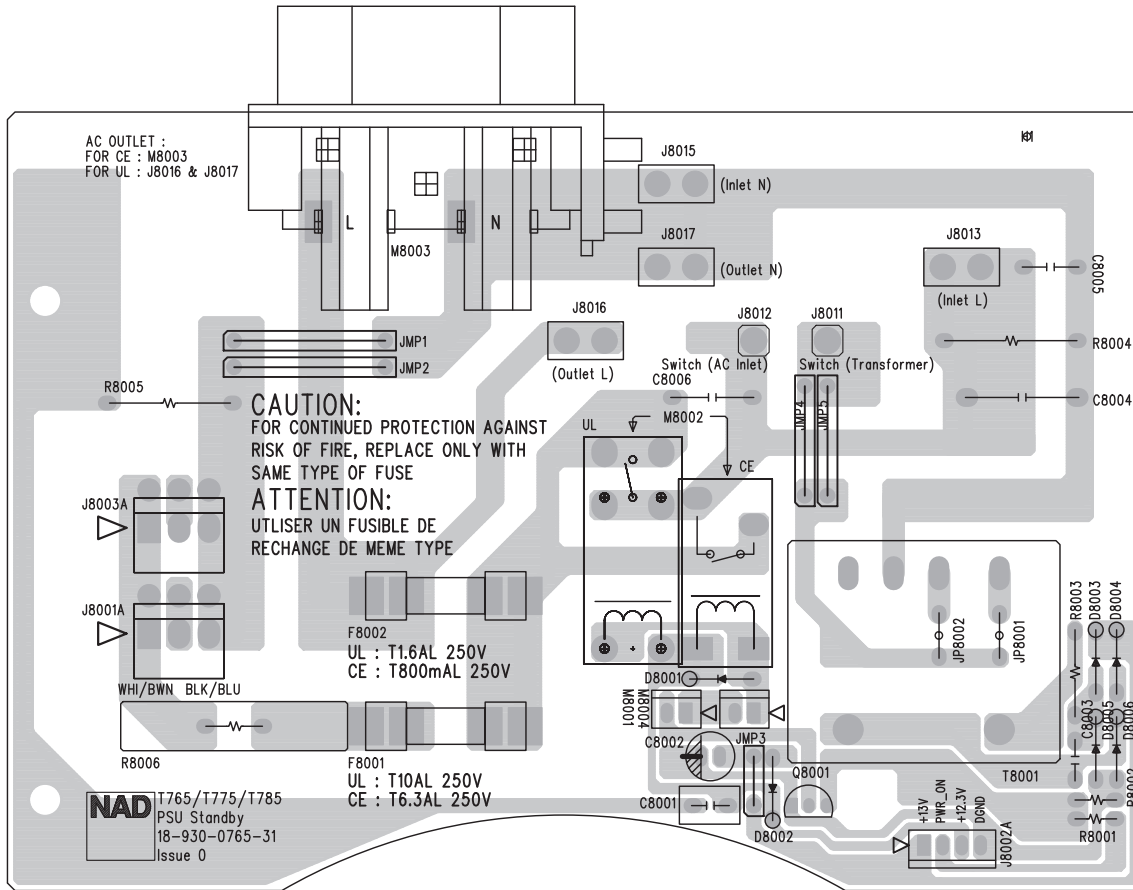 AC OUTLET :
FOR CE : M8003
FOR UL : J8016 & J8017
L
N
M8003
J8015
(Inlet N)
J8017
(Outlet N)
H1
J8013
(Inlet L)
C8005
J8016
(Outlet L)
J8012
Switch (AC Inlet)
J8011
Switch (Transformer)
R8004
JMP1
JMP2
C8006
C8004
JMP4
JMP5
R8005
CAUTION:
FOR CONTINUED PROTECTION AGAINST
RISK OF FIRE, REPLACE ONLY WITH
SAME TYPE OF FUSE
ATTENTION:
UTLISER UN FUSIBLE DE
RECHANGE DE MEME TYPE
UL
M8002
CE
J8003A
J8001A
WHI/BWN BLK/BLU
F8002
UL : T1.6AL 250V
CE : T800mAL 250V
R8006
F8001
UL : T10AL 250V
CE : T6.3AL 250V
D8001
M8001
M8004
C8002
JMP3
C8001
D8002
Q8001
JP8002
JP8001
T8001
R8003
D8003
D8004
C8003
D8005
D8006
R8002
R8001
+13V
PWR_ON
+12.3V
DGND
J8002A
NAD
T765/T775/T785
PSU Standby
18-930-0765-31
Issue 0